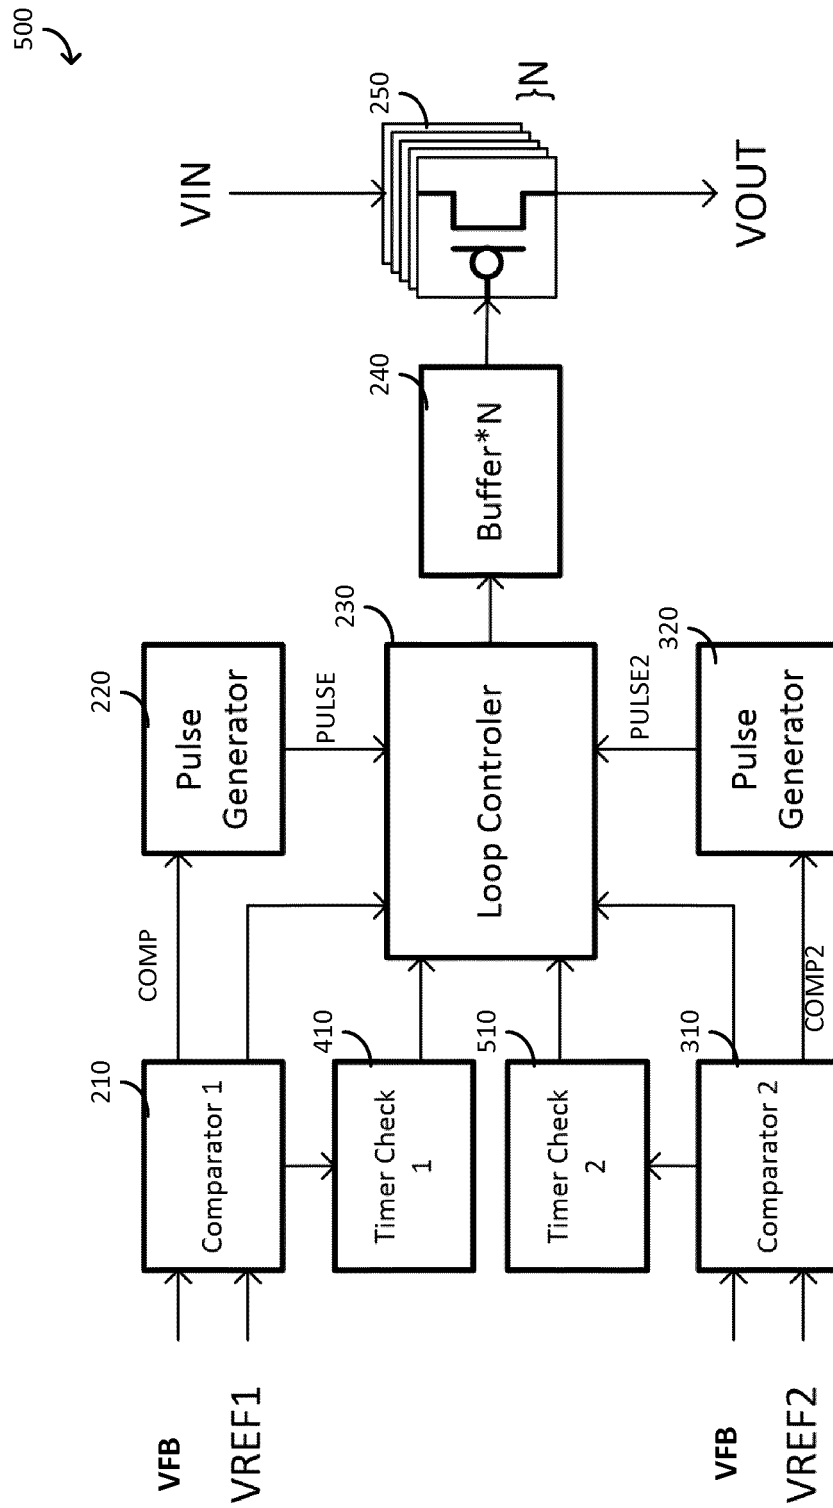 500
VIN
250
}N
VOUT
240
Buffer*N
220
Pulse
Generator
PULSE
230
Loop Controler
PULSE2
320
Pulse
Generator
COMP
COMP2
210
Comparator 1
410
Timer Check
1
510
Timer Check
2
310
Comparator 2
VFB
VREF1
VFB
VREF2